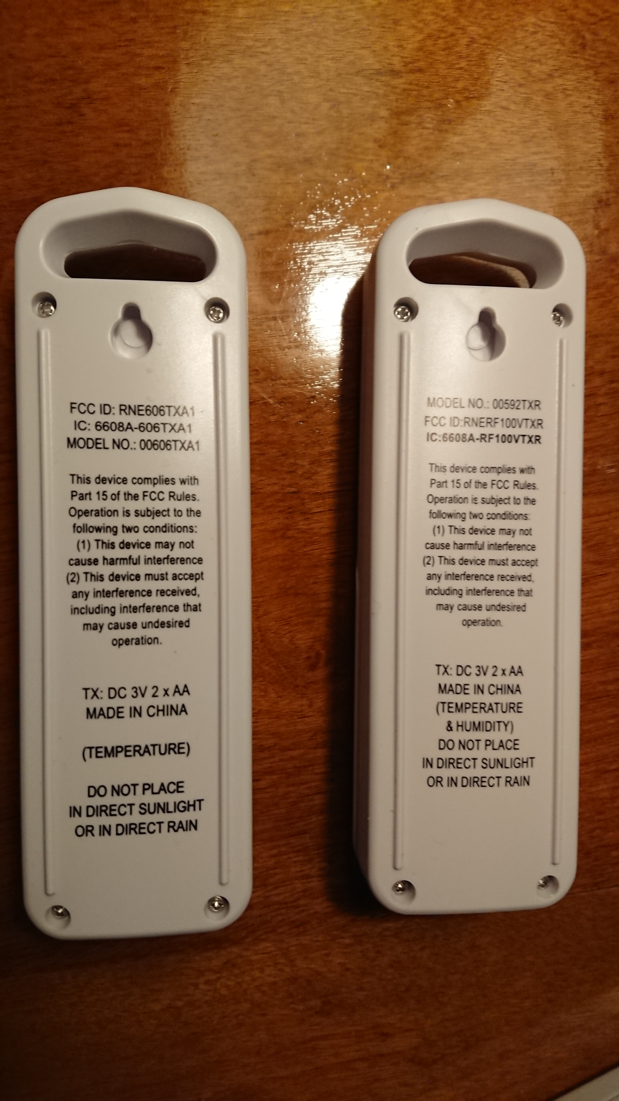 FCC ID: RNE606TXA1
IC: 6608A-606TXA1
MODEL NO.: 00606TXA1
This device complies with
Part 15 of the FCC Rules.
Operation is subject to the
following two conditions:
(1) This device may not
cause harmful interference
(2) This device must accept
any interference received,
including interference that
may cause undesired
operation.
TX: DC 3V 2 x AA
MADE IN CHINA
(TEMPERATURE)
DO NOT PLACE
IN DIRECT SUNLIGHT
OR IN DIRECT RAIN
MODEL NO.: 00592TXR
FCC ID:RNERF100VTXR
IC:6608A-RF100VTXR
This device complies with
Part 15 of the FCC Rules.
Operation is subject to the
following two conditions:
(1) This device may not
cause harmful interference
(2) This device must accept
any interference received,
including interference that
may cause undesired
operation.
TX: DC 3V 2 x AA
MADE IN CHINA
(TEMPERATURE
& HUMIDITY)
DO NOT PLACE
IN DIRECT SUNLIGHT
OR IN DIRECT RAIN